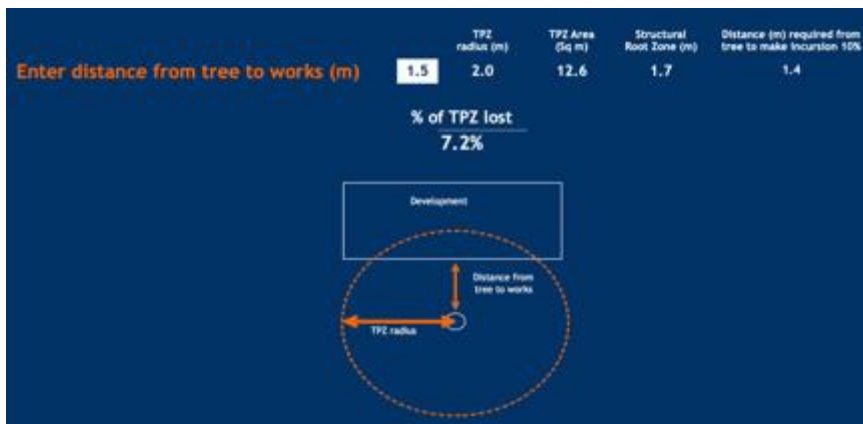 TPZ
radius (m)
TPZ Area
(Sq m)
Structural
Root Zone (m)
Distance (m) required from
tree to make Incursion 10%
Enter distance from tree to works (m) 1.5 2.0 12.6 1.7 1.4
% of TPZ lost
7.2%
Development
Distance from
tree to works
TPZ radius